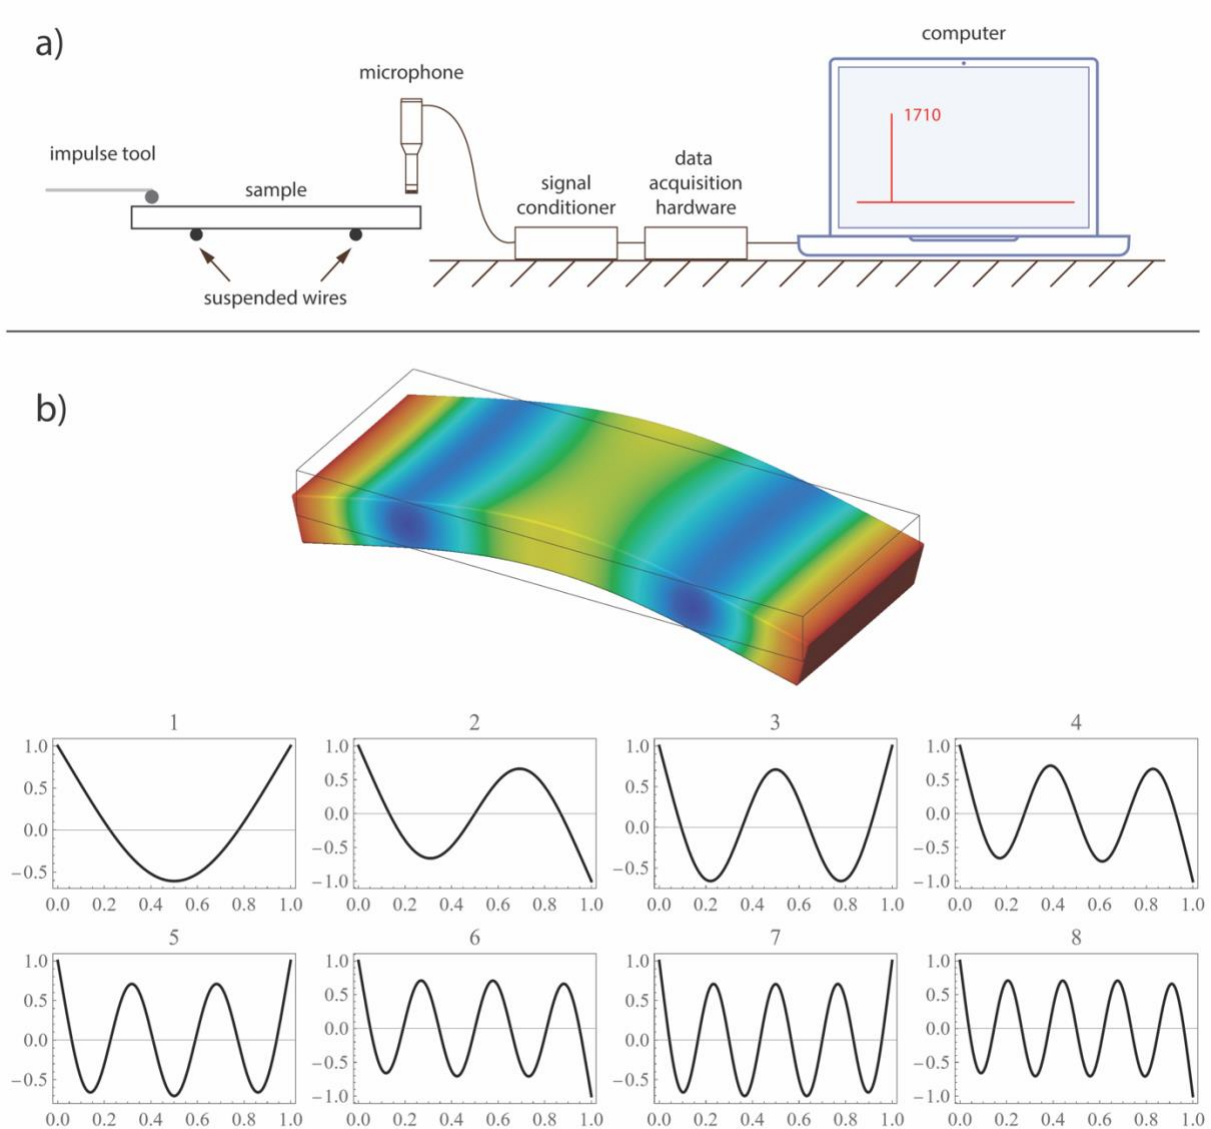 a)
computer
microphone
1710
impulse tool
data
acquisition
hardware
signal
conditioner
sample
suspended wires
b)
1 2 3 4
1.0 1.0 1.0 1.0
0.5 0.5 0.5 0.5
0.0 0.0 0.0 0.0
−0.5 −0.5 −0.5 −0.5
−1.0 −1.0
0.0 0.2 0.4 0.6 0.8 1.0 0.0 0.2 0.4 0.6 0.8 1.0 0.0 0.2 0.4 0.6 0.8 1.0 0.0 0.2 0.4 0.6 0.8 1.0
5 6 7 8
1.0 1.0 1.0 1.0
0.5 0.5 0.5 0.5
0.0 0.0 0.0 0.0
−0.5 −0.5 −0.5 −0.5
−1.0 −1.0
0.0 0.2 0.4 0.6 0.8 1.0 0.0 0.2 0.4 0.6 0.8 1.0 0.0 0.2 0.4 0.6 0.8 1.0 0.0 0.2 0.4 0.6 0.8 1.0